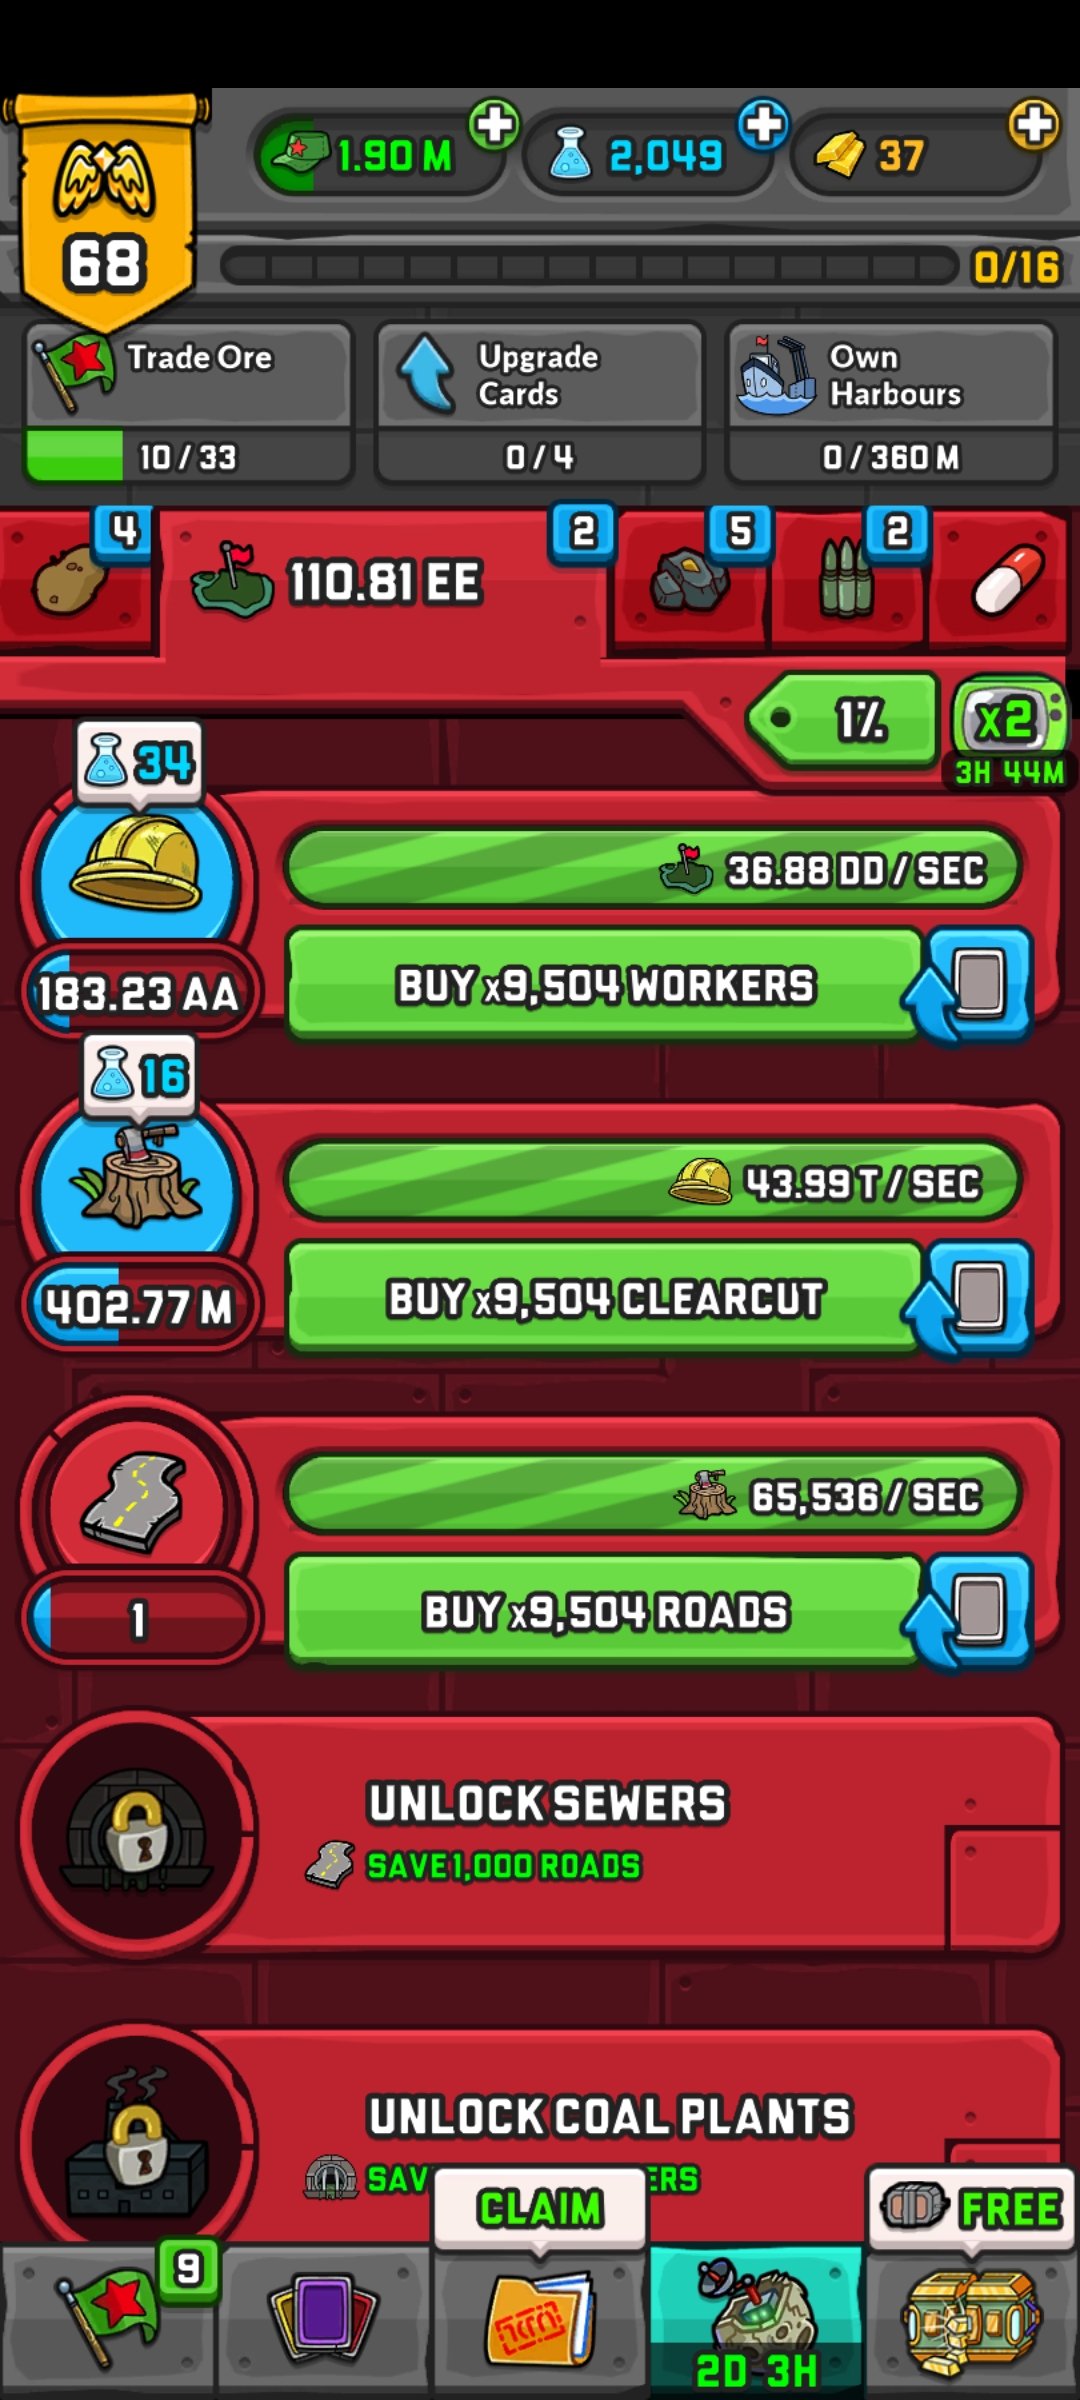 1.90 M
2,049
37
68
0/16
Trade Ore
10 / 33
Upgrade
Cards
0 / 4
Own
Harbours
0 / 360 M
4
110.81 EE
2
5
2
1%
x2
3H 44M
34
36.88 DD / SEC
183.23 AA
BUY x9,504 WORKERS
16
43.99 T / SEC
402.77 M
BUY x9,504 CLEARCUT
65,536 / SEC
1
BUY x9,504 ROADS
UNLOCK SEWERS
SAVE 1,000 ROADS
UNLOCK COAL PLANTS
CLAIM
FREE
9
2D 3H